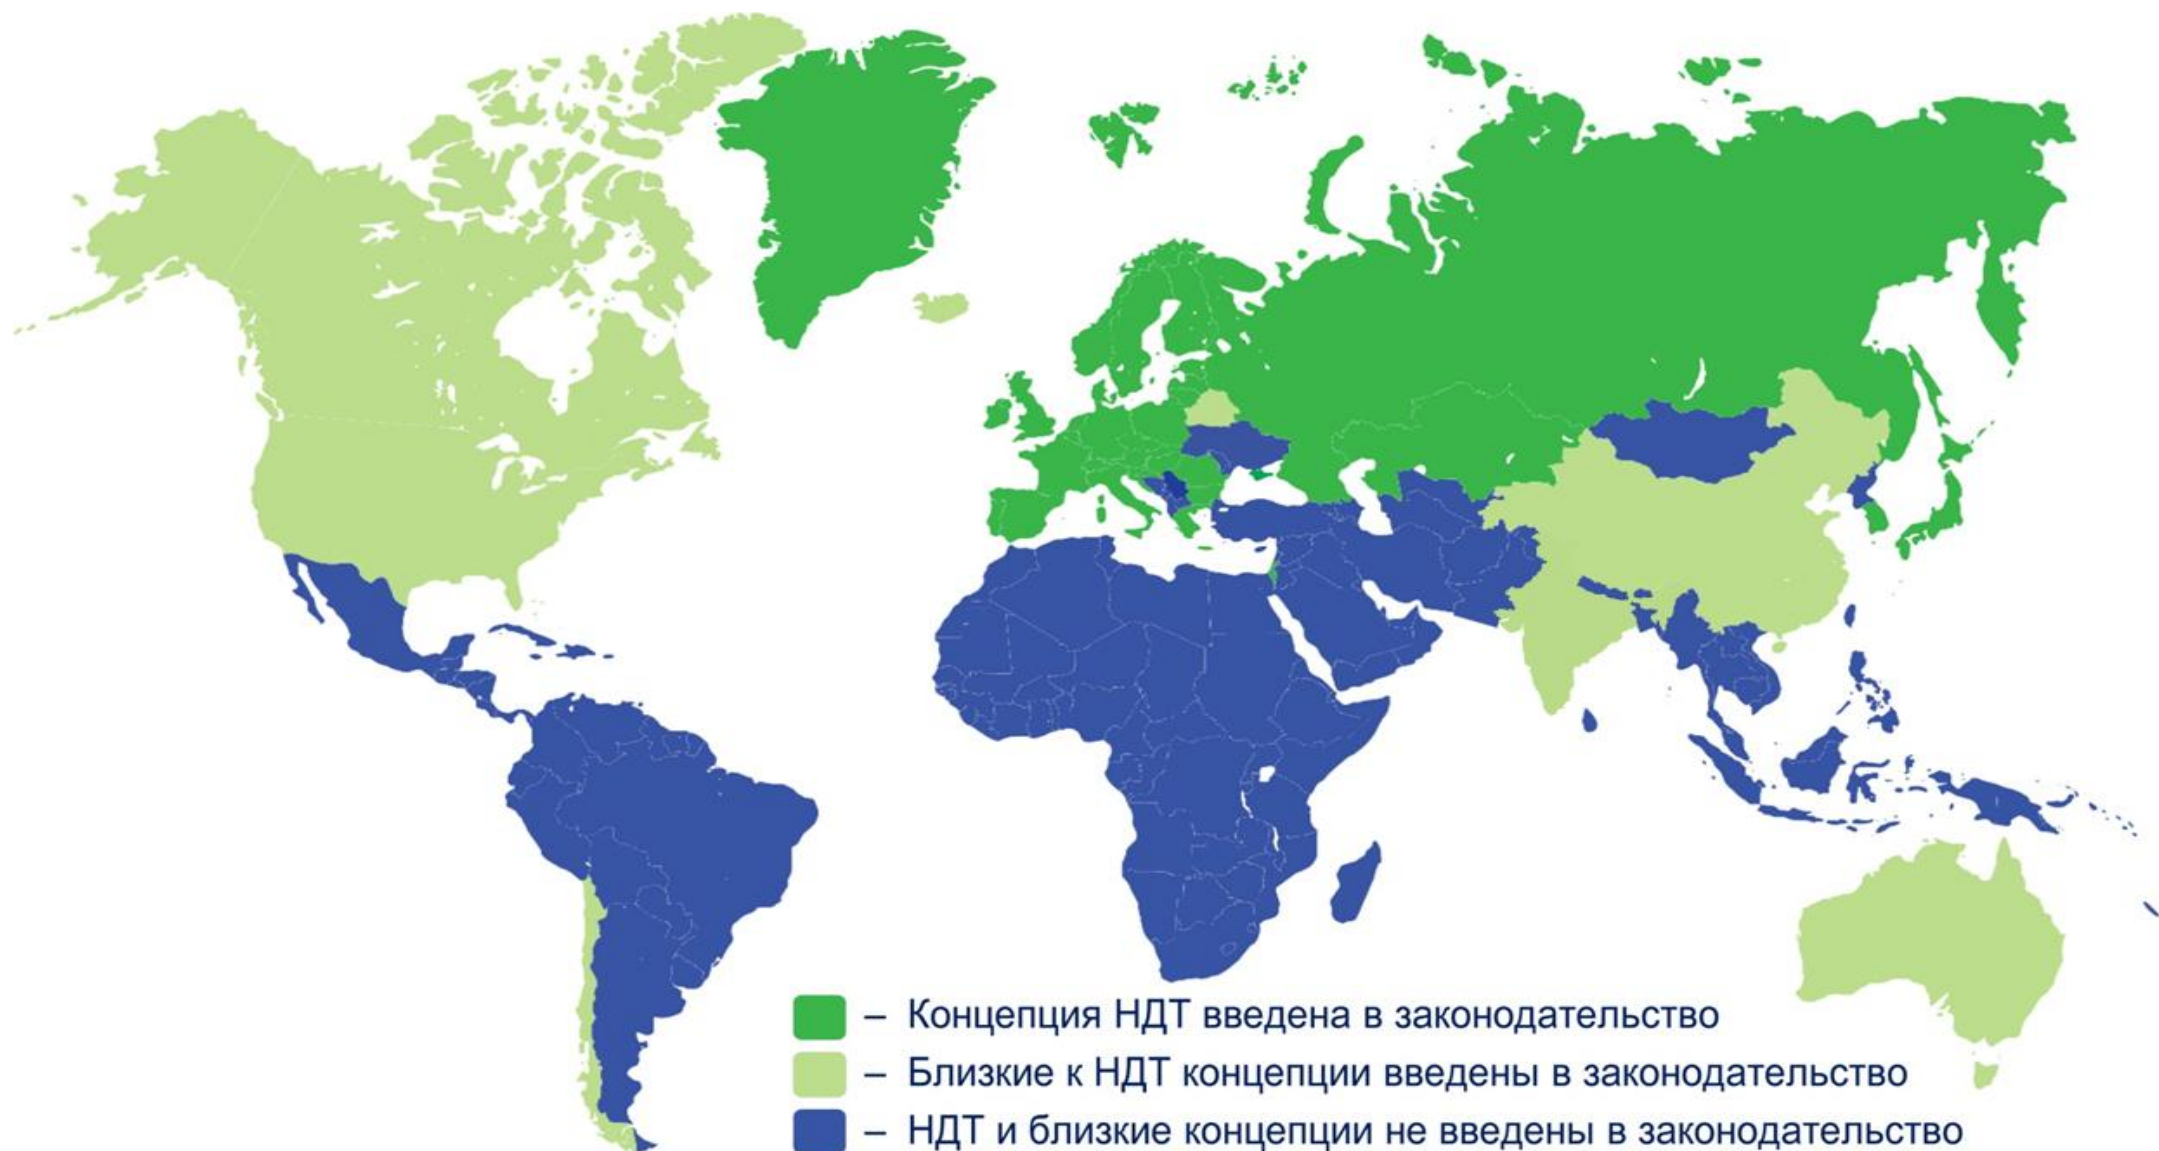 – Концепция НДТ введена в законодательство
– Близкие к НДТ концепции введены в законодательство
– НДТ и близкие концепции не введены в законодательство